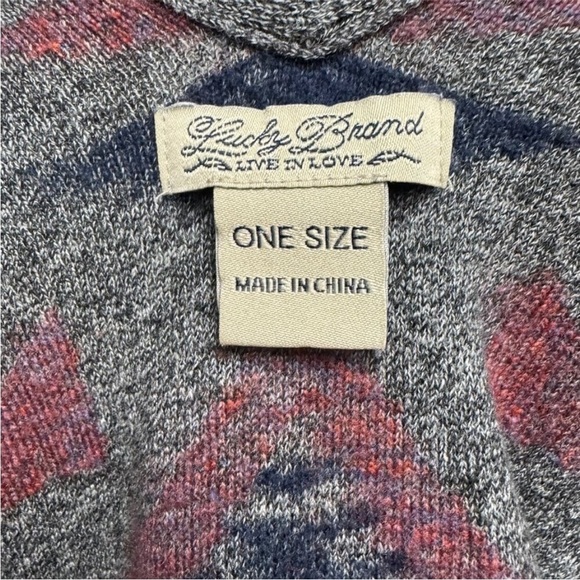 Lucky Brand
LIVE IN LOVE
ONE SIZE
MADE IN CHINA